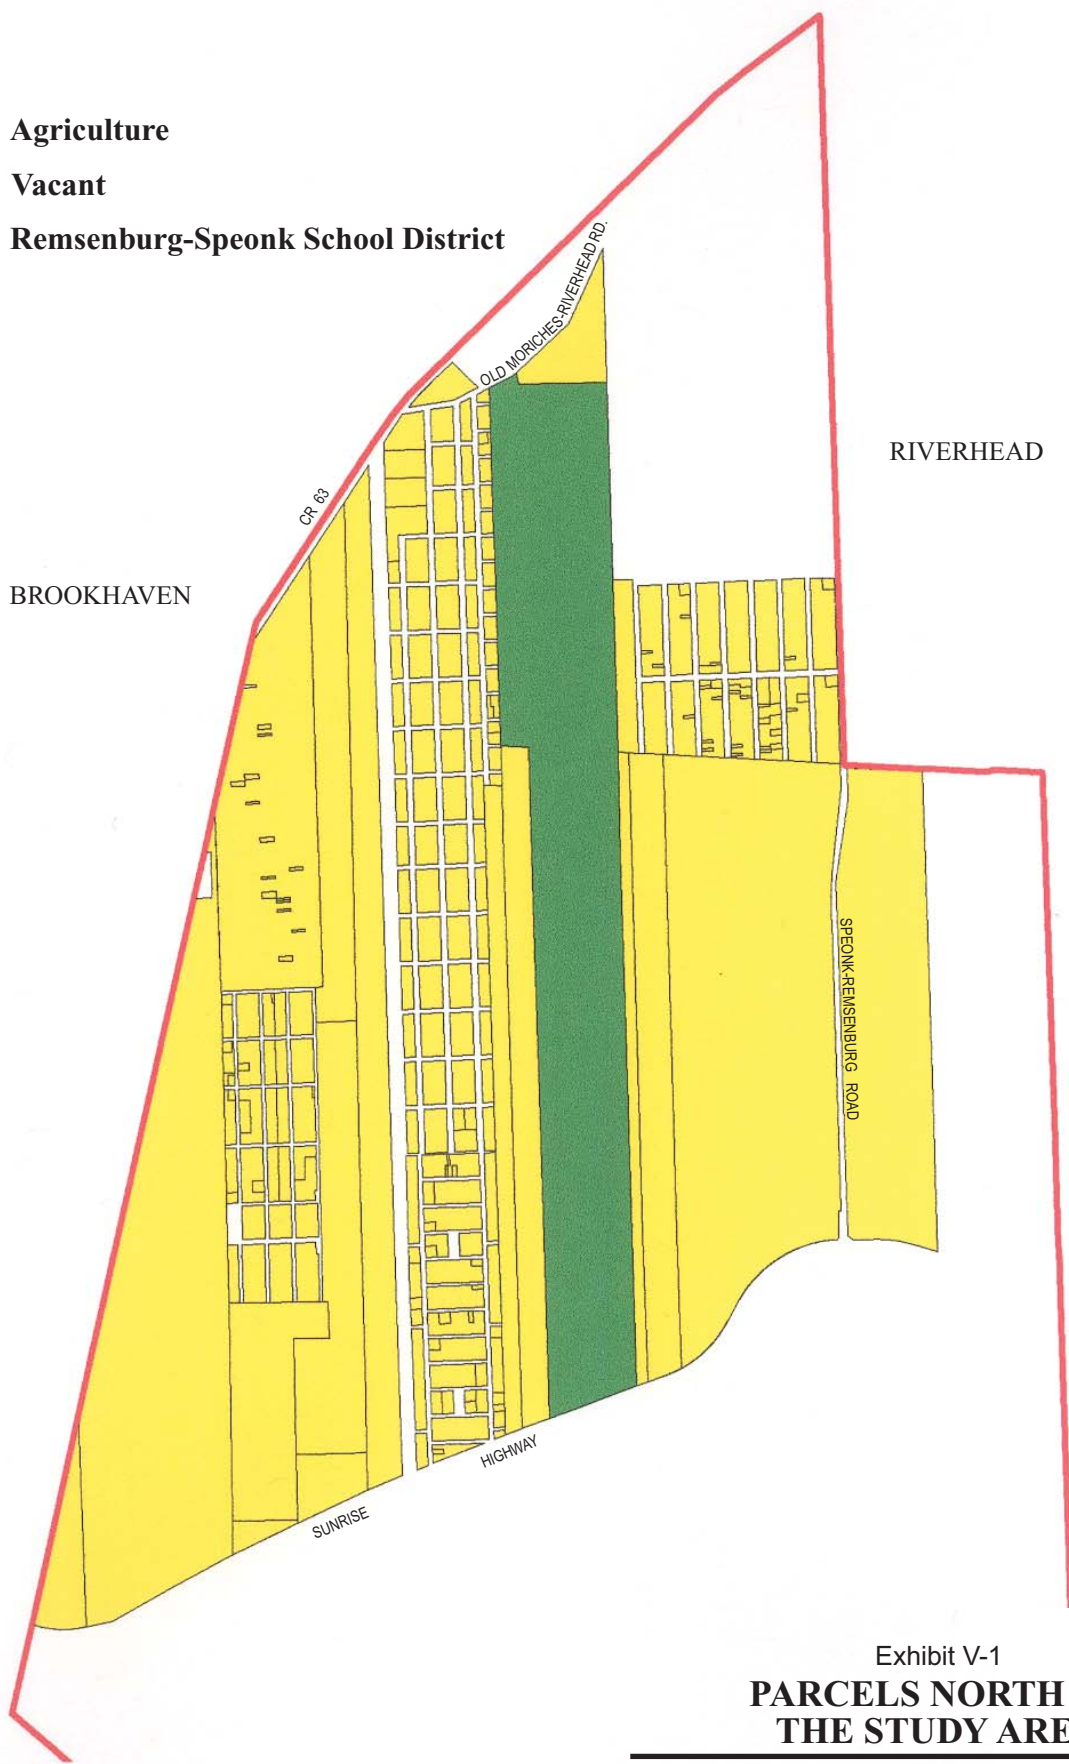 Agriculture
Vacant
Remsenburg-Speonk School District
OLD MORICHES-RIVERHEAD RD.
RIVERHEAD
CR 63
BROOKHAVEN
SPEONK-REMSENBURG ROAD
HIGHWAY
SUNRISE
Exhibit V-1
PARCELS NORTH
THE STUDY ARE